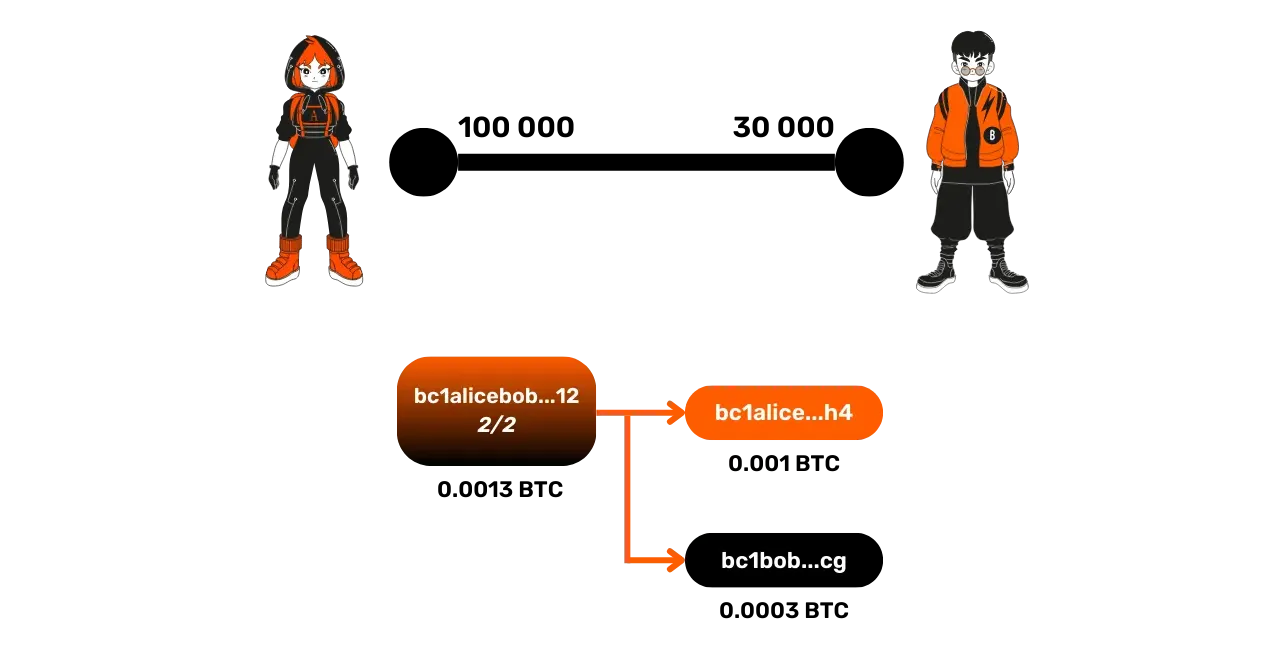 A
B
100 000
30 000
bc1alicebob...12
2/2
0.0013 BTC
bc1alice...h4
0.001 BTC
bc1bob...cg
0.0003 BTC